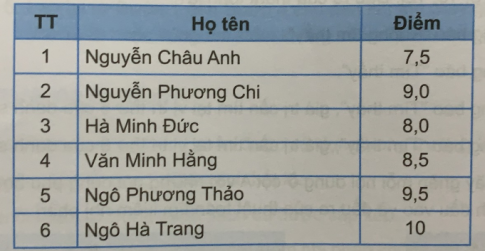 TT Họ tên Điểm
1 Nguyễn Châu Anh 7,5
2 Nguyễn Phương Chi 9,0
3 Hà Minh Đức 8,0
4 Văn Minh Hằng 8,5
5 Ngô Phương Thảo 9,5
6 Ngô Hà Trang 10